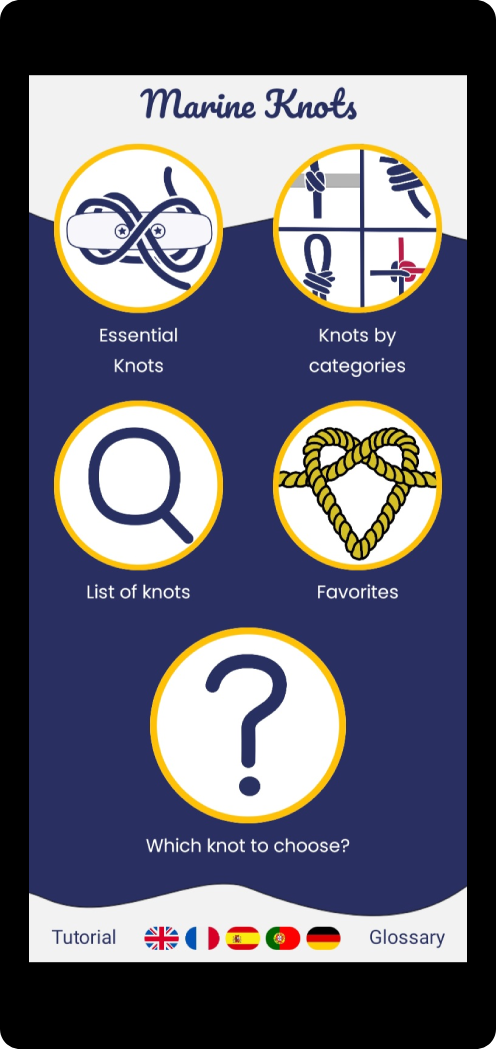 Marine Knots
Essential
Knots
Knots by
categories
List of knots
Favorites
Which knot to choose?
Tutorial
Glossary